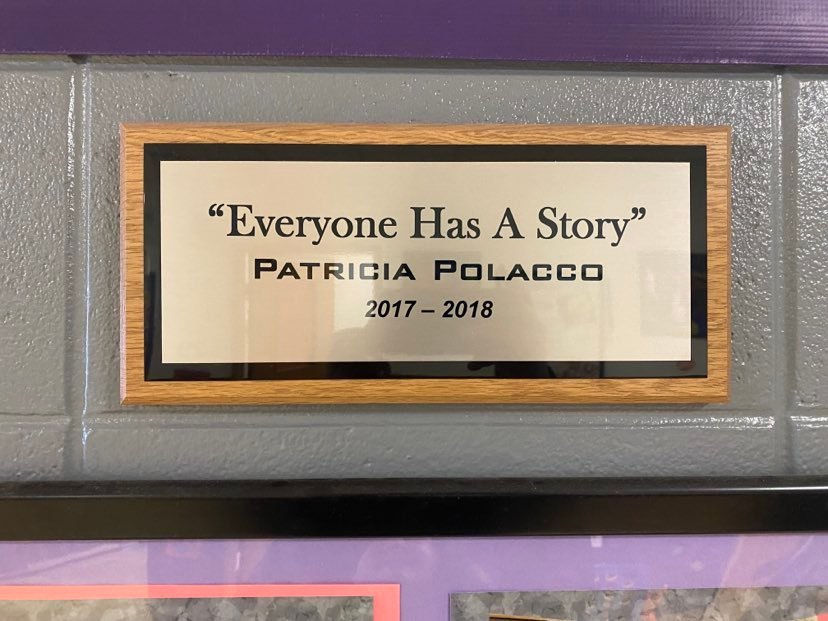 “Everyone Has A Story”
PATRICIA POLACCO
2017 – 2018